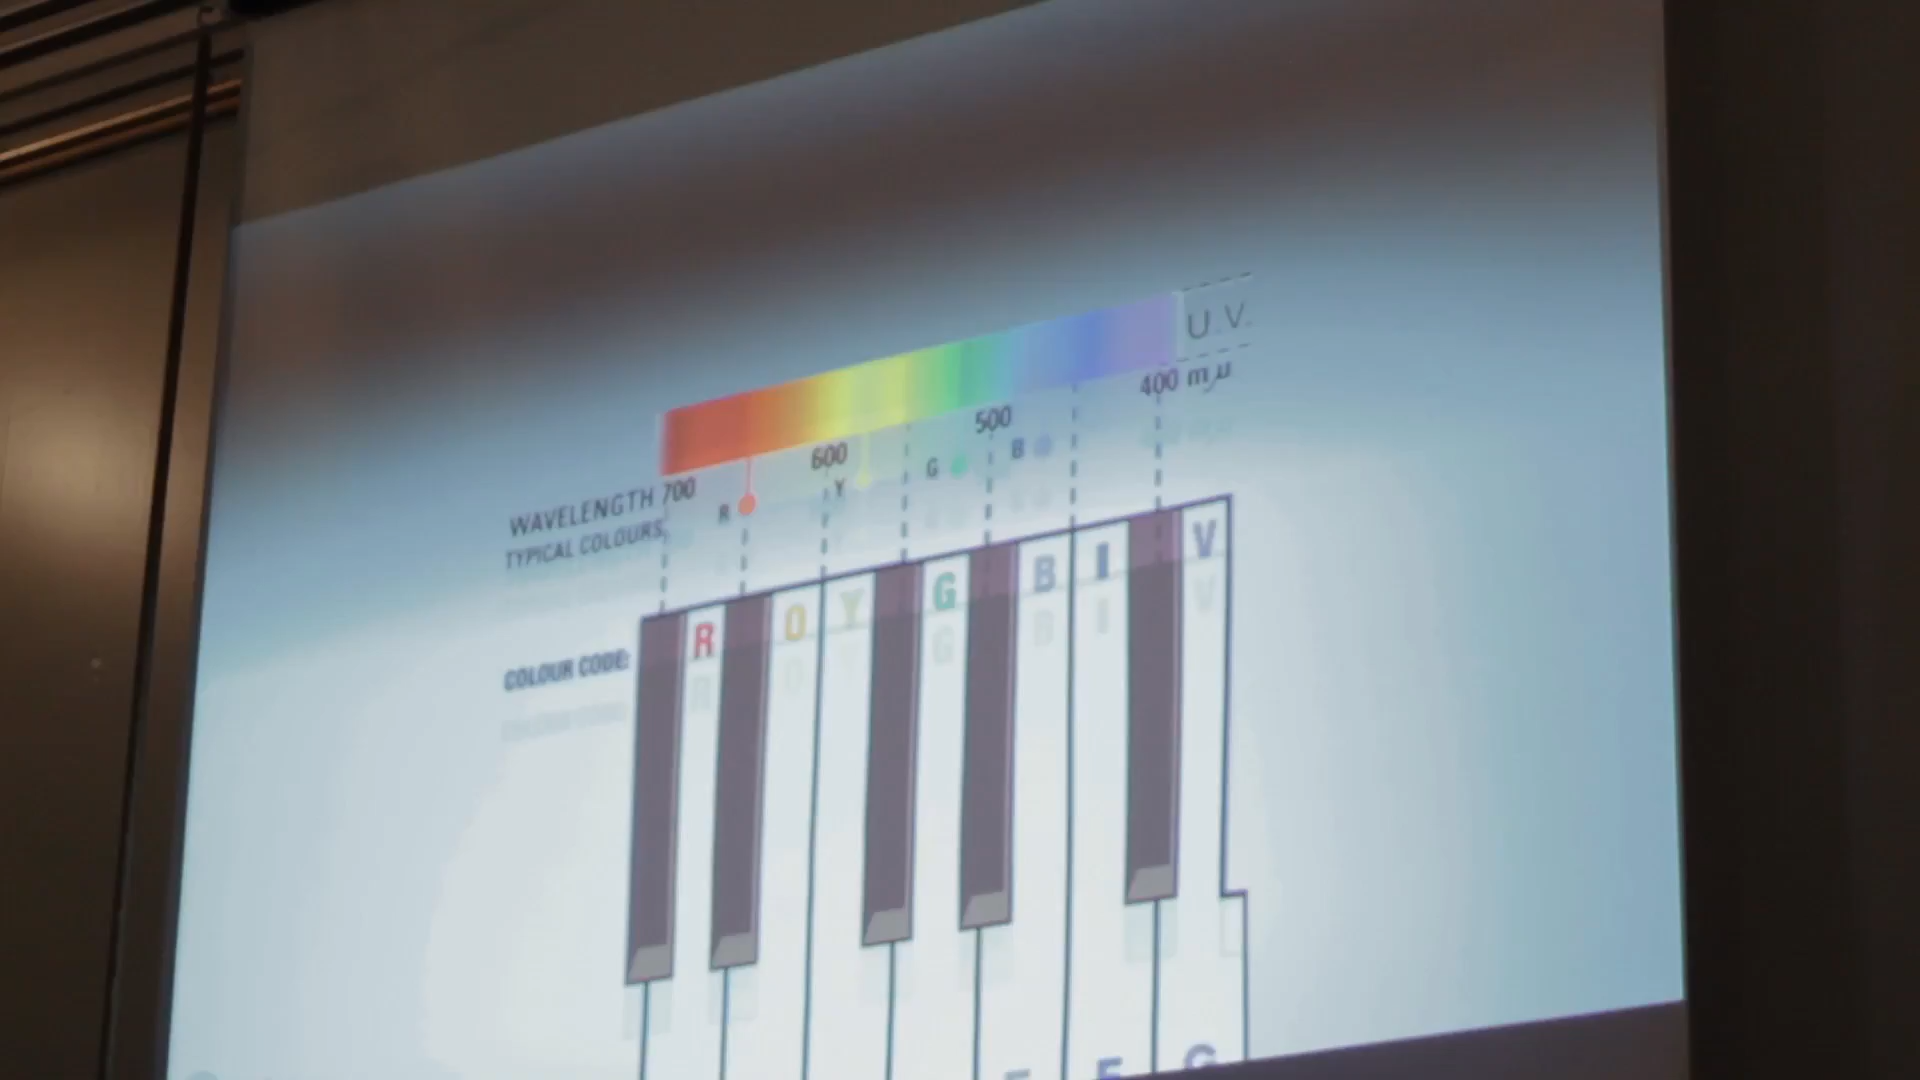 U.V.
WAVELENGTH 700 600 500 400 mμ
TYPICAL COLOURS R Y G B
COLOUR CODE: R O Y G B I V